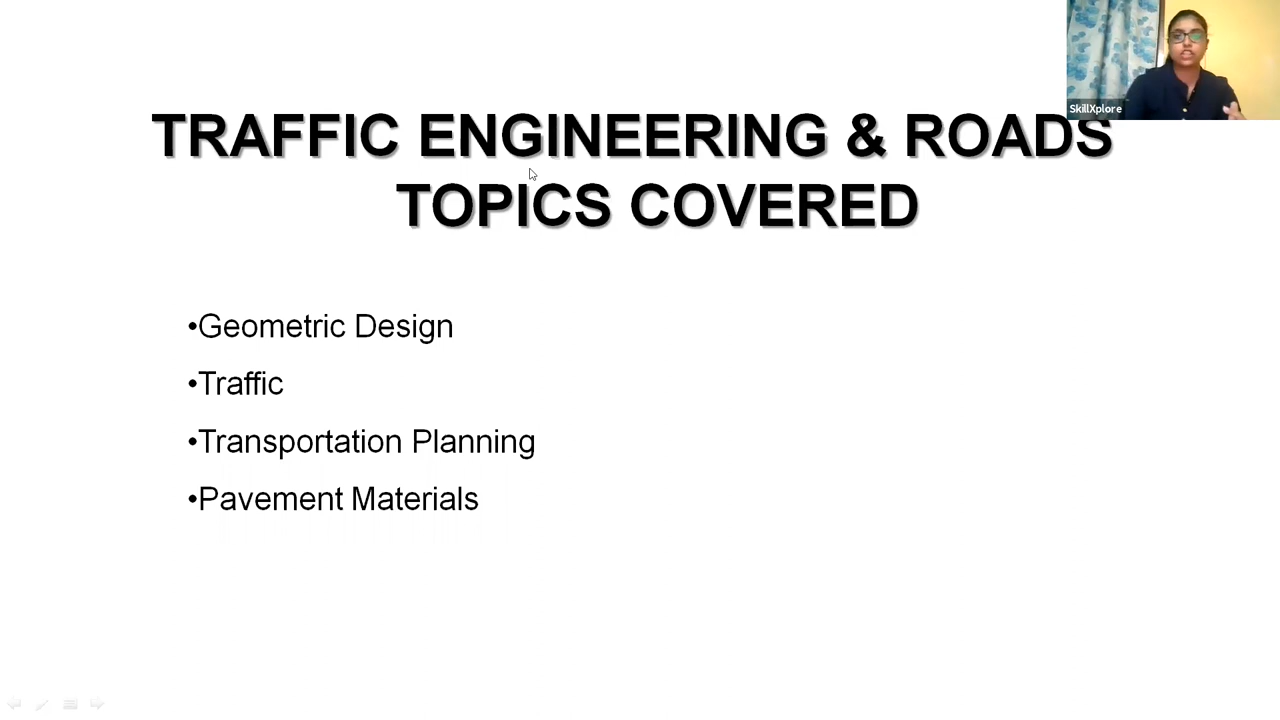 SkillXplore
TRAFFIC ENGINEERING & ROADS
TOPICS COVERED
•Geometric Design
•Traffic
•Transportation Planning
•Pavement Materials